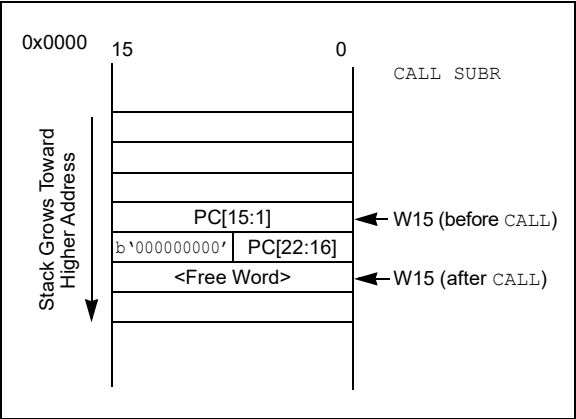 0x0000
15
0
CALL SUBR
Stack Grows Toward
Higher Address
PC[15:1]
W15 (before CALL)
b‘000000000’
PC[22:16]
<Free Word>
W15 (after CALL)